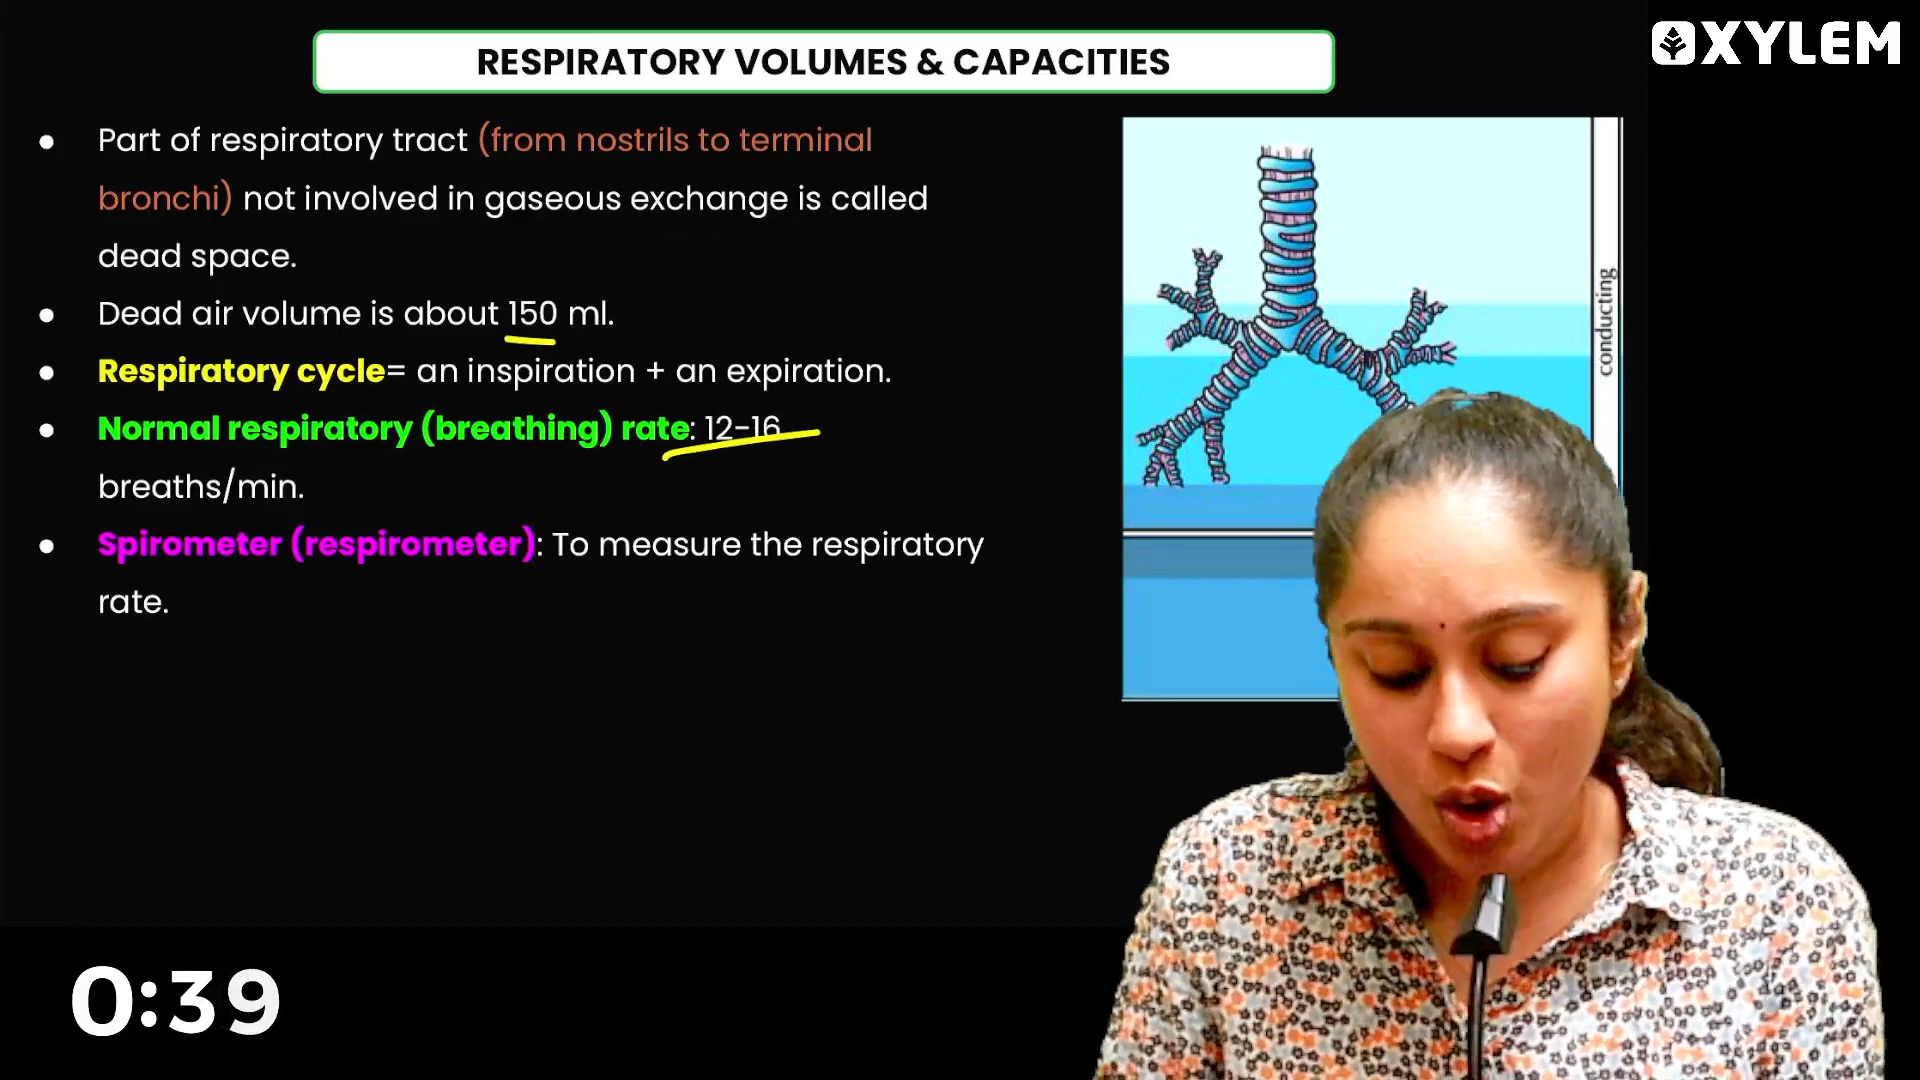 RESPIRATORY VOLUMES & CAPACITIES
XYLEM
● Part of respiratory tract (from nostrils to terminal
bronchi) not involved in gaseous exchange is called
dead space.
● Dead air volume is about 150 ml.
● Respiratory cycle= an inspiration + an expiration.
● Normal respiratory (breathing) rate: 12-16
breaths/min.
● Spirometer (respirometer): To measure the respiratory
rate.
conducting
0:39